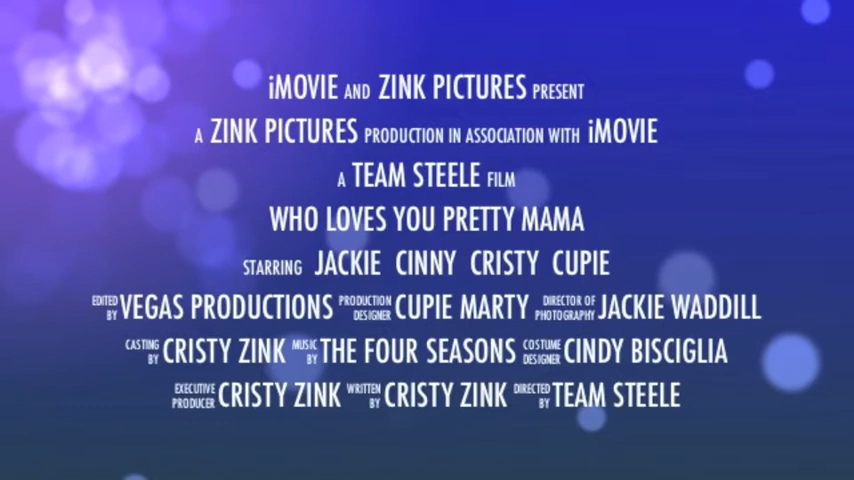 iMOVIE AND ZINK PICTURES PRESENT
A ZINK PICTURES PRODUCTION IN ASSOCIATION WITH iMOVIE
A TEAM STEELE FILM
WHO LOVES YOU PRETTY MAMA
STARRING JACKIE CINNY CRISTY CUPIE
EDITED BY VEGAS PRODUCTIONS PRODUCTION DESIGNER CUPIE MARTY DIRECTOR OF PHOTOGRAPHY JACKIE WADDILL
CASTING BY CRISTY ZINK MUSIC BY THE FOUR SEASONS COSTUME DESIGNER CINDY BISCIGLIA
EXECUTIVE PRODUCER CRISTY ZINK WRITTEN BY CRISTY ZINK DIRECTED BY TEAM STEELE